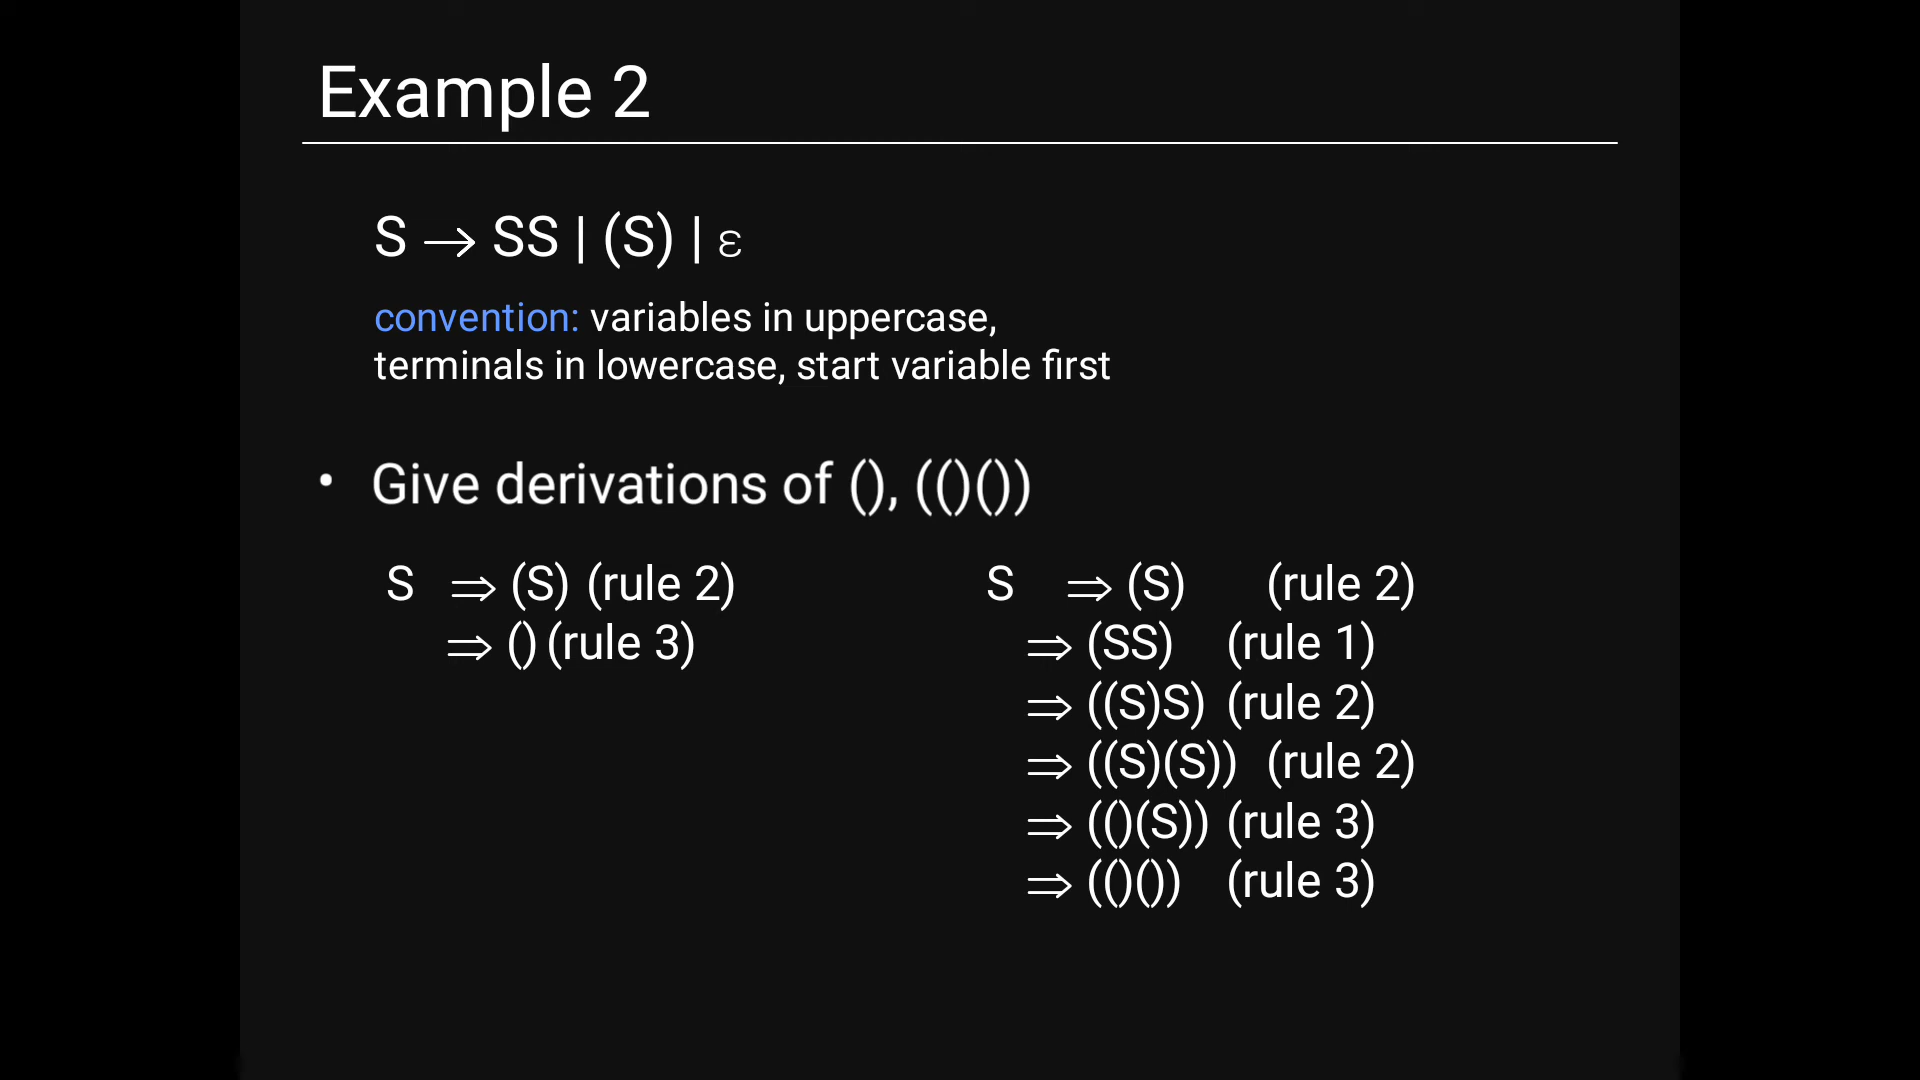 Example 2
S → SS | (S) | ε
convention: variables in uppercase,
terminals in lowercase, start variable first
• Give derivations of (), (()())
S ⇒ (S) (rule 2)
⇒ () (rule 3)
S ⇒ (S) (rule 2)
⇒ (SS) (rule 1)
⇒ ((S)S) (rule 2)
⇒ ((S)(S)) (rule 2)
⇒ (()(S)) (rule 3)
⇒ (()()) (rule 3)